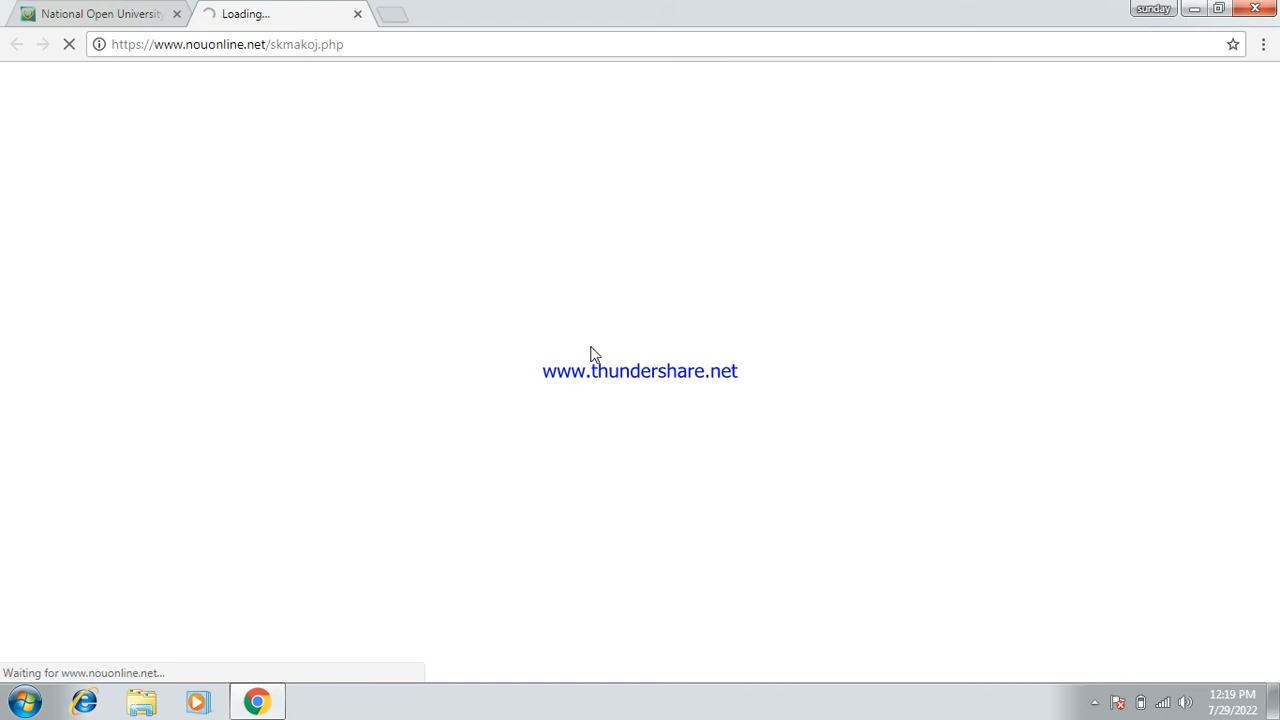 National Open University
Loading...
sunday
https://www.nouonline.net/skmakoj.php
www.thundershare.net
Waiting for www.nouonline.net...
12:19 PM
7/29/2022